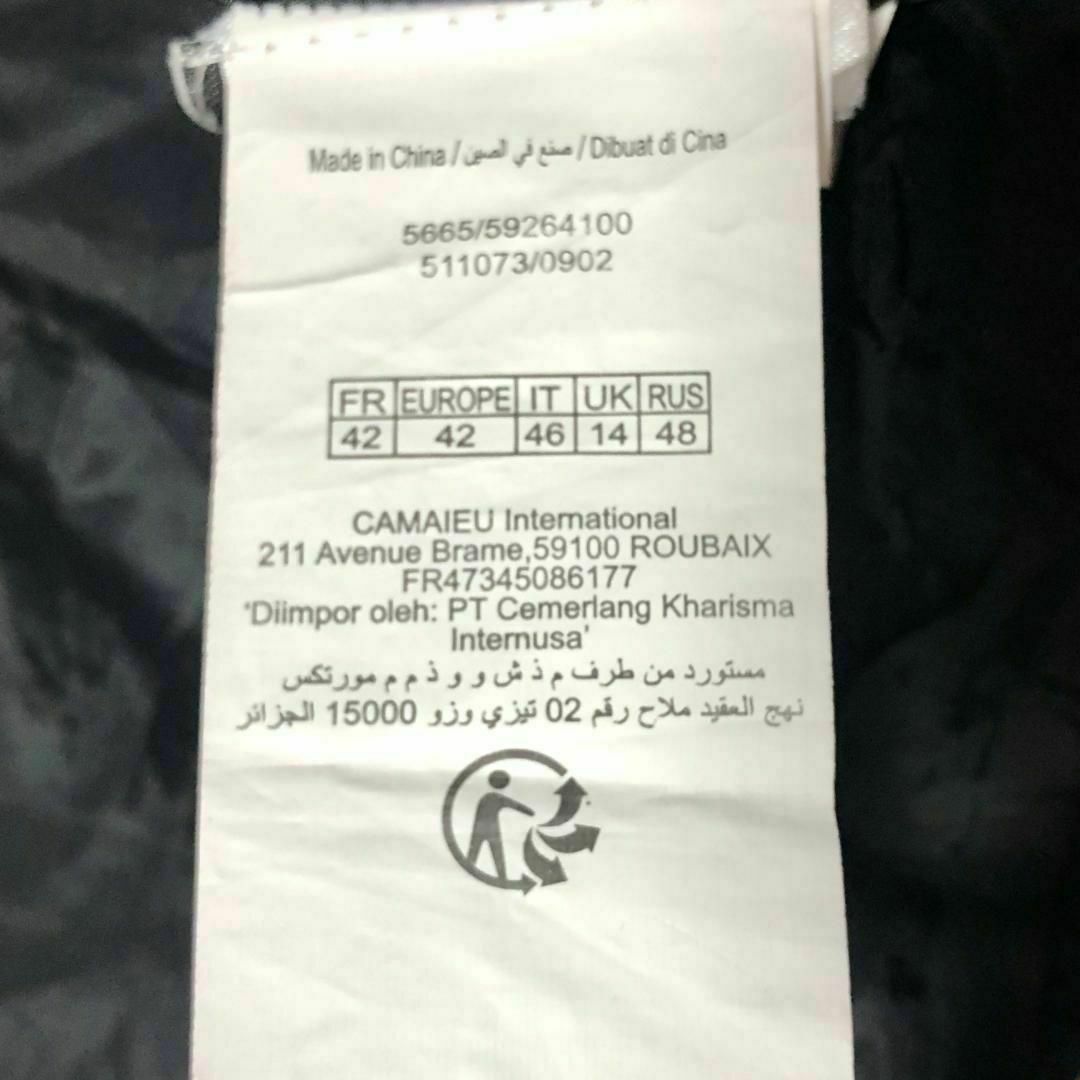 Made in China / صنع في الصين / Dibuat di Cina
5665/59264100
511073/0902
FR EUROPE IT UK RUS
42 42 46 14 48
CAMAIEU International
211 Avenue Brame,59100 ROUBAIX
FR47345086177
'Diimpor oleh: PT Cemerlang Kharisma
Internusa'
مستورد من طرف م ذ ش و و ذ م م مورتكس
نهج العقيد ملاح رقم 02 تيزي وزو 15000 الجزائر